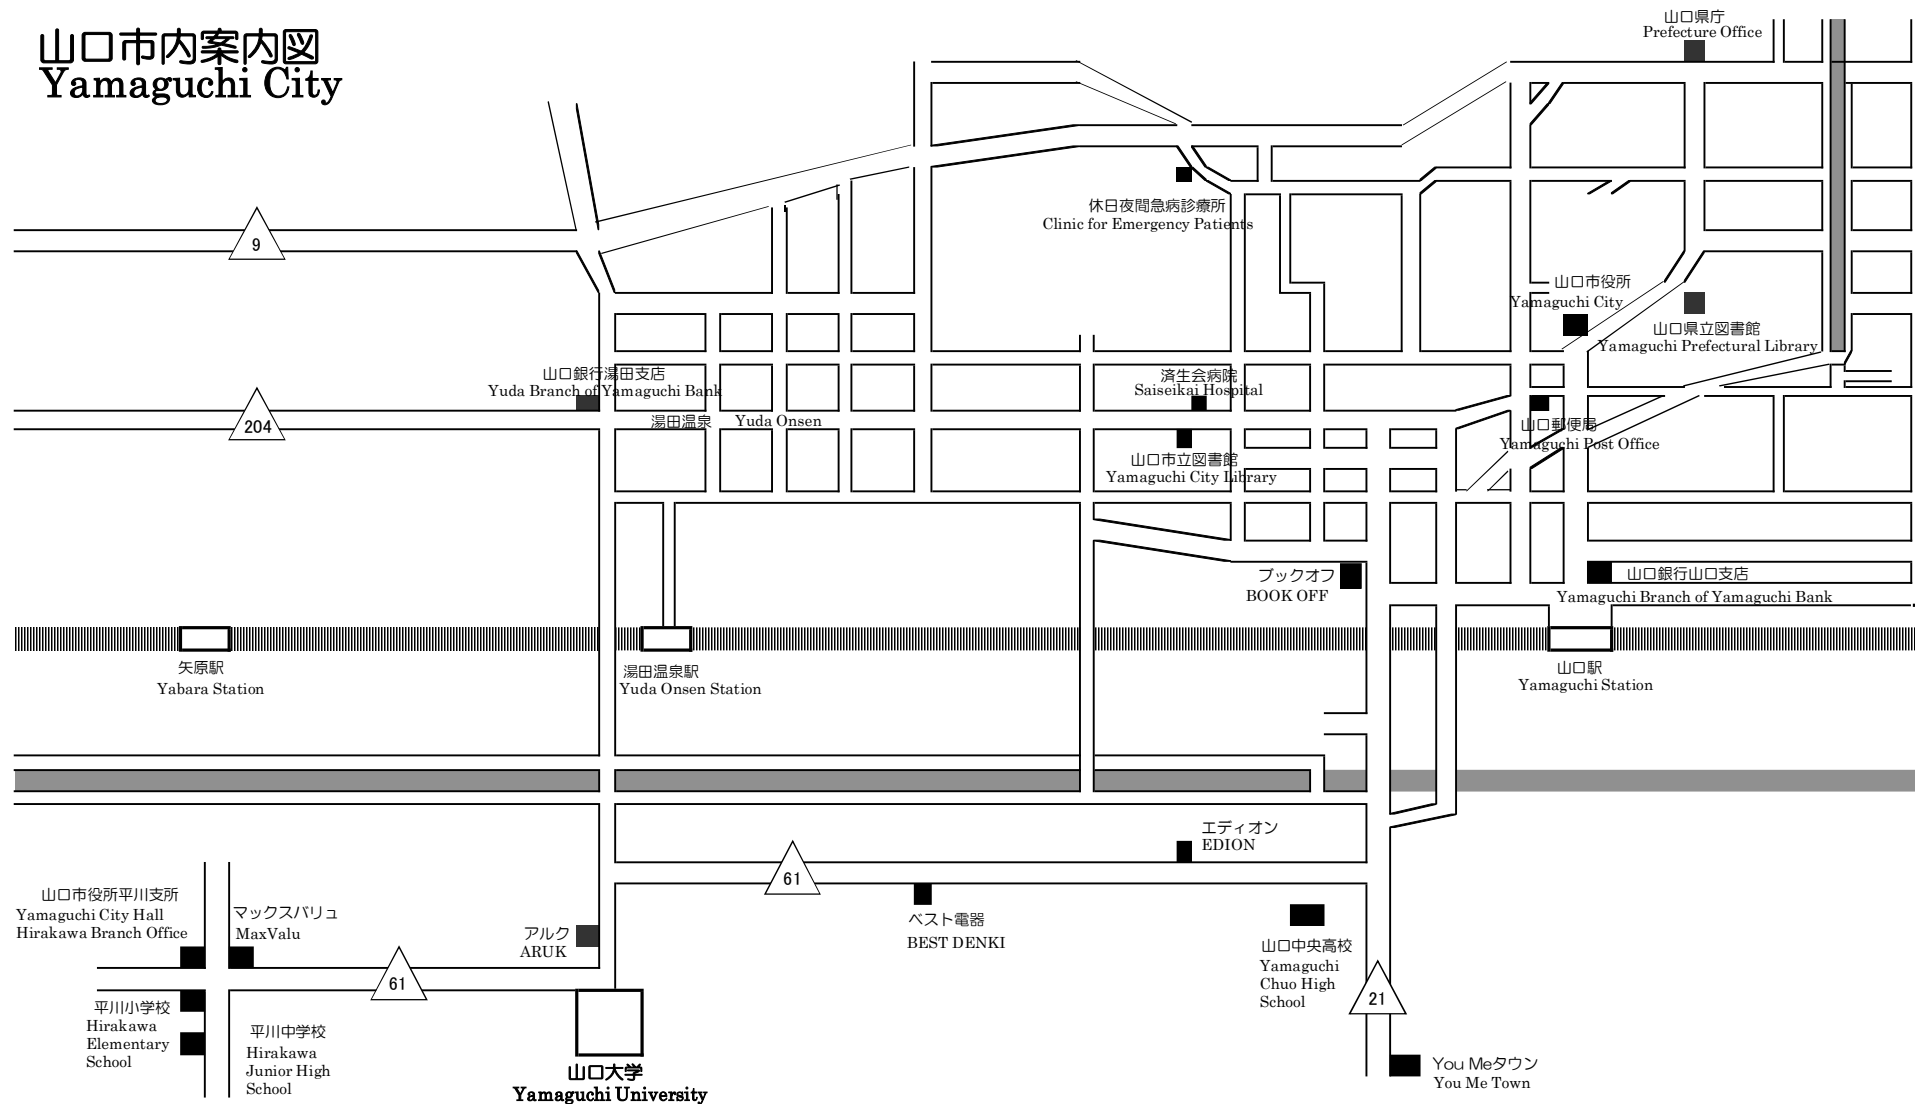 山口市内案内図
Yamaguchi City
山口県庁
Prefecture Office
休日夜間急病診療所
Clinic for Emergency Patients
9
山口市役所
Yamaguchi City
山口県立図書館
Yamaguchi Prefectural Library
山口銀行湯田支店
Yuda Branch of Yamaguchi Bank
済生会病院
Saiseikai Hospital
204
湯田温泉 Yuda Onsen
山口郵便局
Yamaguchi Post Office
山口市立図書館
Yamaguchi City Library
ブックオフ
BOOK OFF
山口銀行山口支店
Yamaguchi Branch of Yamaguchi Bank
矢原駅
Yabara Station
湯田温泉駅
Yuda Onsen Station
山口駅
Yamaguchi Station
エディオン
EDION
61
山口市役所平川支所
Yamaguchi City Hall
Hirakawa Branch Office
マックスバリュ
MaxValu
アルク
ARUK
ベスト電器
BEST DENKI
山口中央高校
Yamaguchi
Chuo High
School
61
21
平川小学校
Hirakawa
Elementary
School
平川中学校
Hirakawa
Junior High
School
山口大学
Yamaguchi University
You Meタウン
You Me Town